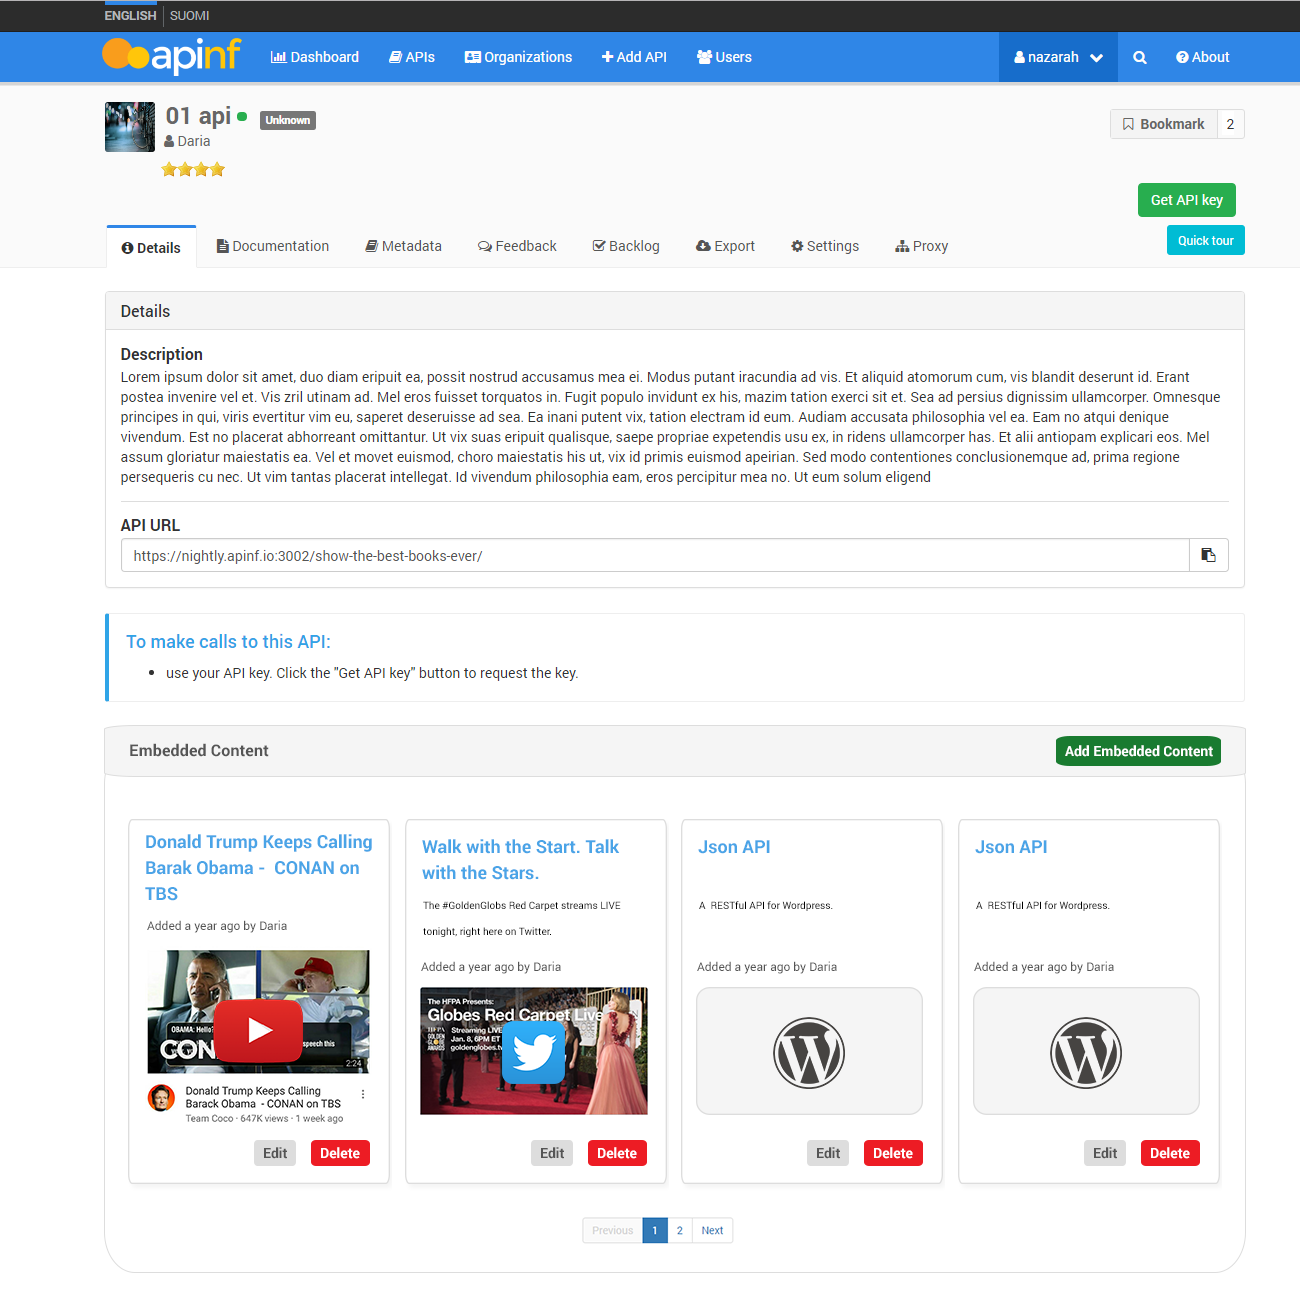 ENGLISH SUOMI
apinf Dashboard APIs Organizations Add API Users nazarah About
01 api Unknown
Daria
Bookmark 2
Get API key
Details Documentation Metadata Feedback Backlog Export Settings Proxy
Quick tour
Details
Description
Lorem ipsum dolor sit amet, duo diam eripuit ea, possit nostrud accusamus mea ei. Modus putant iracundia ad vis. Et aliquid atomorum cum, vis blandit deserunt id. Erant
postea invenire vel et. Vis zril utinam ad. Mel eros fuisset torquatos in. Fugit populo invidunt ex his, mazim tation exerci sit et. Sea ad persius dignissim ullamcorper. Omnesque
principes in qui, viris evertitur vim eu, saperet deseruisse ad sea. Ea inani putent vix, tation electram id eum. Audiam accusata philosophia vel ea. Eam no atqui denique
vivendum. Est no placerat abhorreant omittantur. Ut vix suas eripuit qualisque, saepe propriae expetendis usu ex, in ridens ullamcorper has. Et alii antiopam explicari eos. Mel
assum gloriatur maiestatis ea. Vel et movet euismod, choro maiestatis his ut, vix id primis euismod apeirian. Sed modo contentiones conclusionemque ad, prima regione
persequeris cu nec. Ut vim tantas placerat intellegat. Id vivendum philosophia eam, eros percipitur mea no. Ut eum solum eligend
API URL
https://nightly.apinf.io:3002/show-the-best-books-ever/
To make calls to this API:
use your API key. Click the "Get API key" button to request the key.
Embedded Content
Add Embedded Content
Donald Trump Keeps Calling
Barak Obama - CONAN on
TBS
Added a year ago by Daria
OBAMA: Hello?
speech this
CON
2:24
Donald Trump Keeps Calling
Barack Obama - CONAN on TBS
Team Coco · 647K views · 1 week ago
Edit Delete
Walk with the Start. Talk
with the Stars.
The #GoldenGlobs Red Carpet streams LIVE
tonight, right here on Twitter.
Added a year ago by Daria
The HFPA Presents:
Globes Red Carpet Live
HFPA
GOLDEN
GLOBE
AWARDS
Streaming LIVE
Jan. 8, 6PM ET
goldenglobes.tv
Edit Delete
Json API
A RESTful API for Wordpress.
Added a year ago by Daria
Edit Delete
Json API
A RESTful API for Wordpress.
Added a year ago by Daria
Edit Delete
Previous 1 2 Next